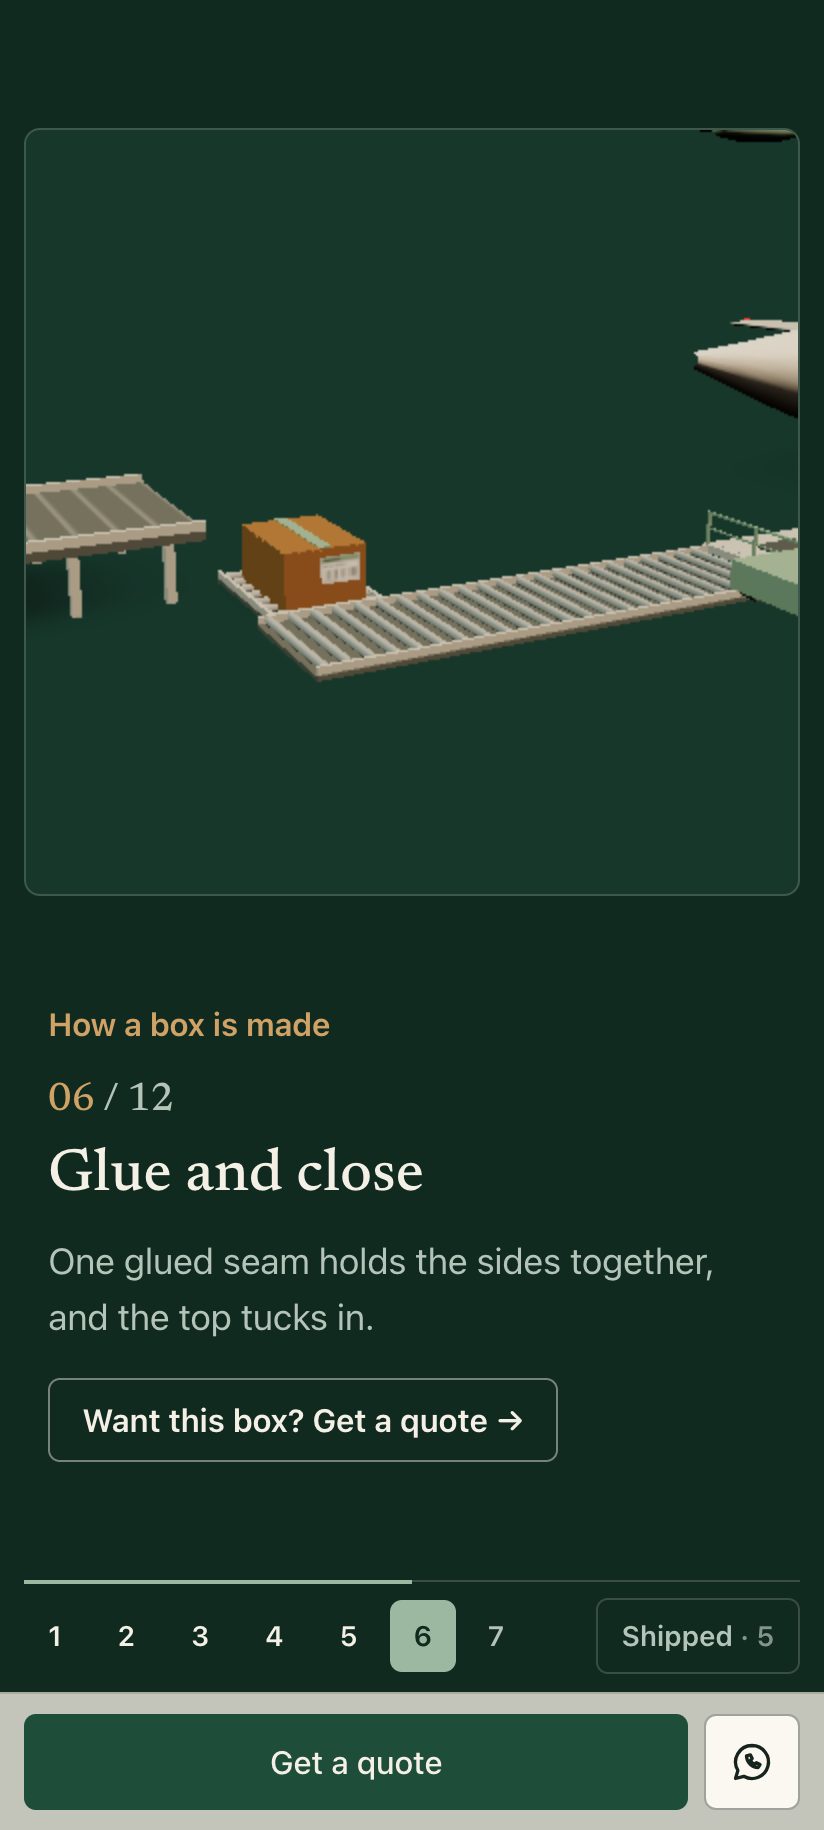 How a box is made
06 / 12
Glue and close
One glued seam holds the sides together,
and the top tucks in.
Want this box? Get a quote →
1 2 3 4 5 6 7 Shipped · 5
Get a quote